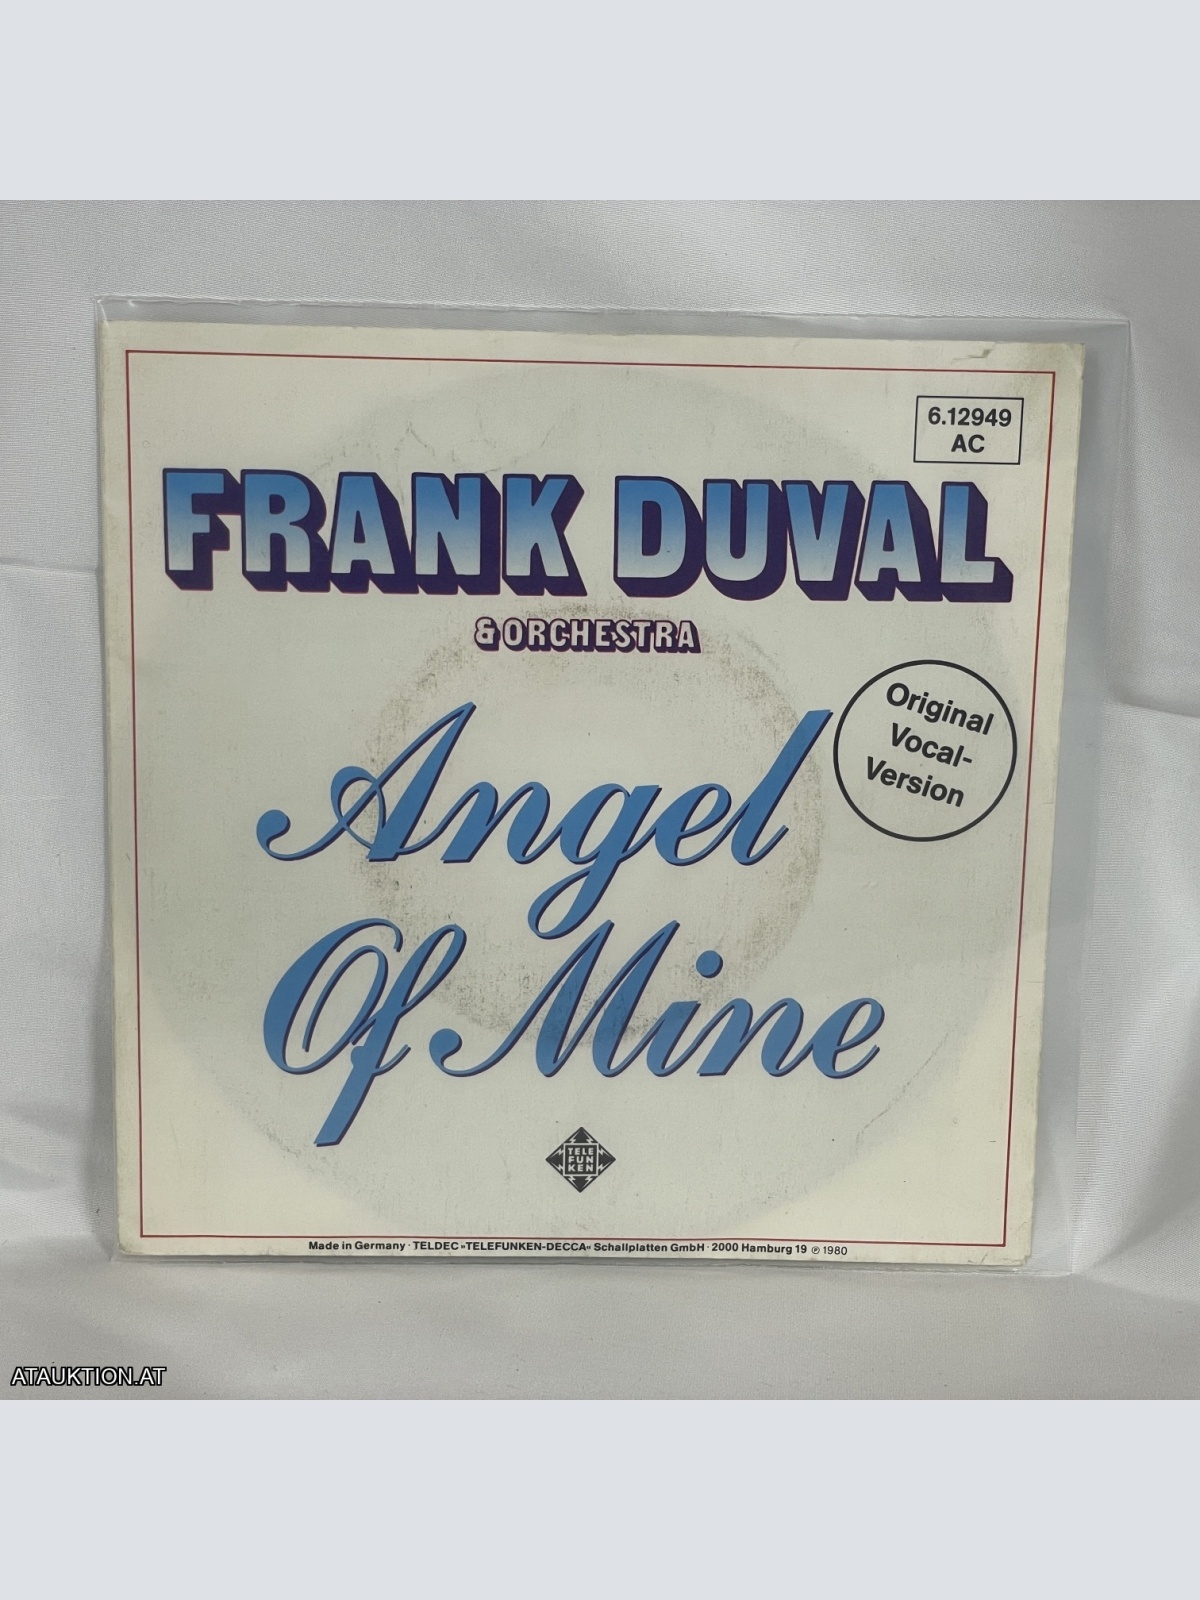 6.12949
AC
FRANK DUVAL
& ORCHESTRA
Original
Vocal-
Version
Angel
Of Mine
TELE
FUN
KEN
Made in Germany · TELDEC »TELEFUNKEN-DECCA« Schallplatten GmbH · 2000 Hamburg 19 ℗ 1980
ATAUKTION.AT